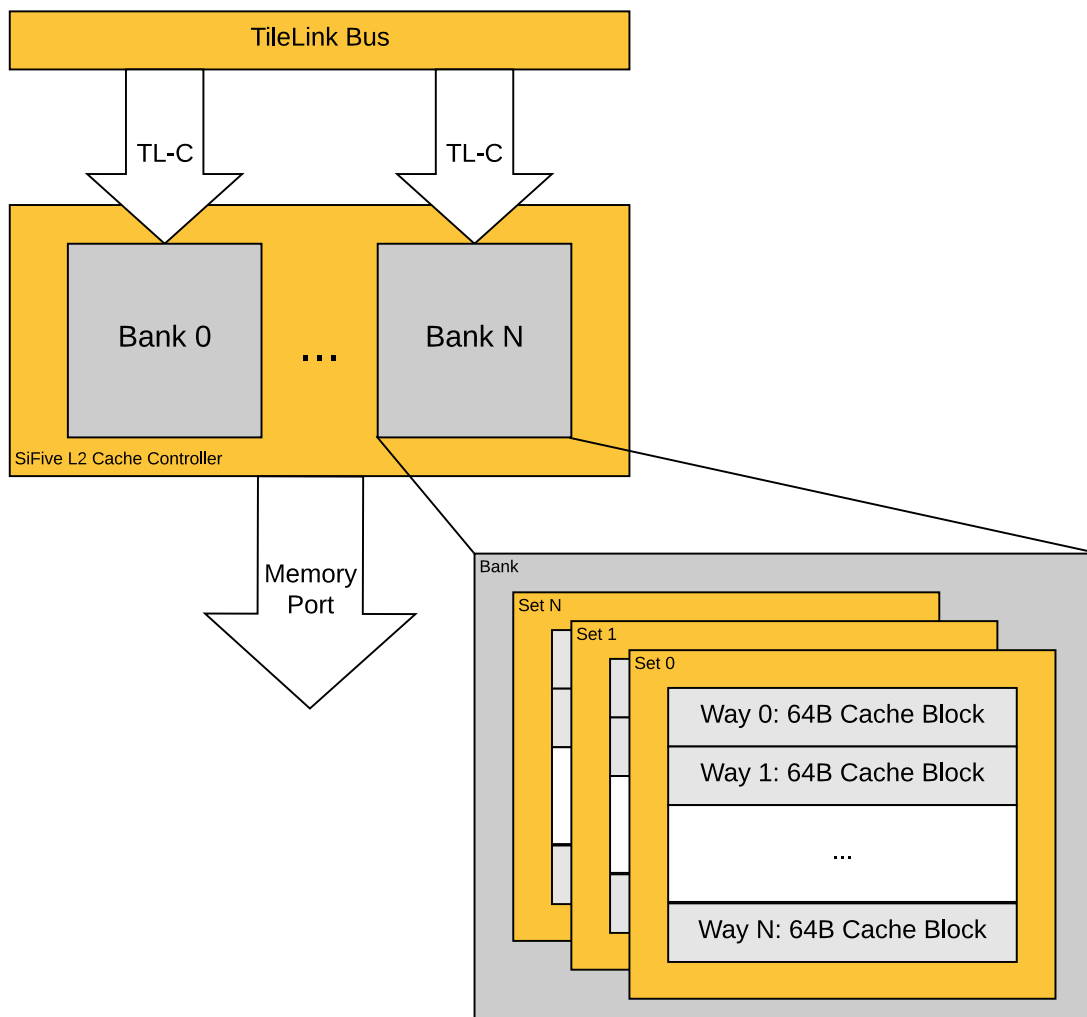 TileLink Bus
TL-C
TL-C
Bank 0
...
Bank N
SiFive L2 Cache Controller
Memory
Port
Bank
Set N
Set 1
Set 0
Way 0: 64B Cache Block
Way 1: 64B Cache Block
...
Way N: 64B Cache Block